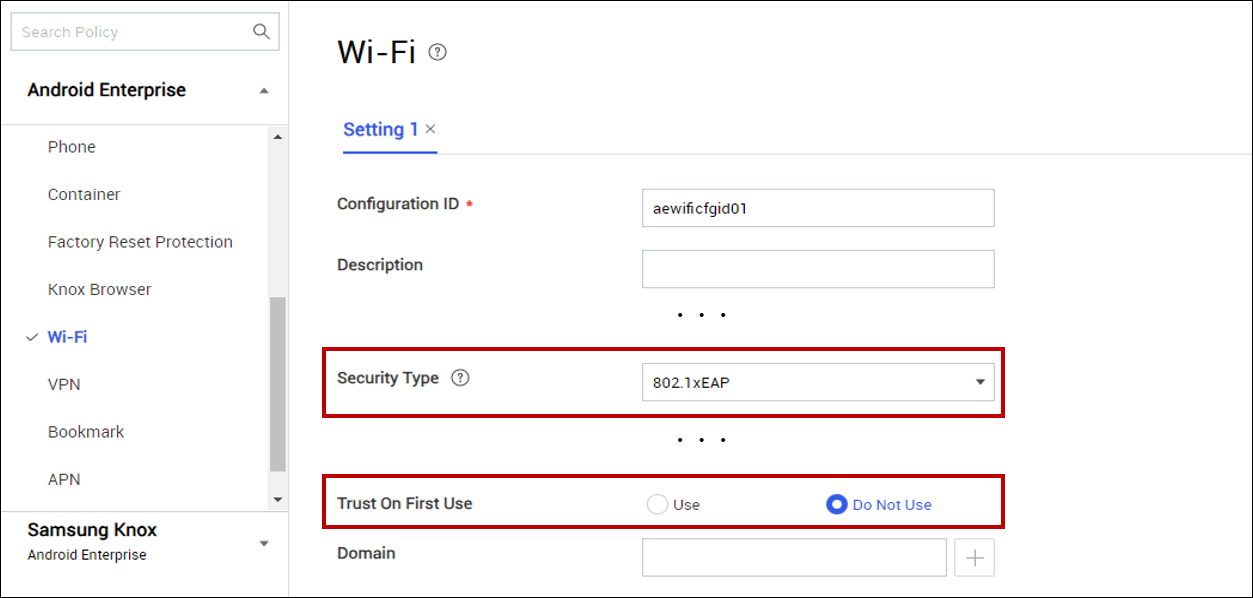 Search Policy
Android Enterprise
Phone
Container
Factory Reset Protection
Knox Browser
Wi-Fi
VPN
Bookmark
APN
Samsung Knox
Android Enterprise
Wi-Fi ?
Setting 1 ×
Configuration ID * aewificfgid01
Description
. . .
Security Type ? 802.1xEAP
. . .
Trust On First Use Use Do Not Use
Domain +